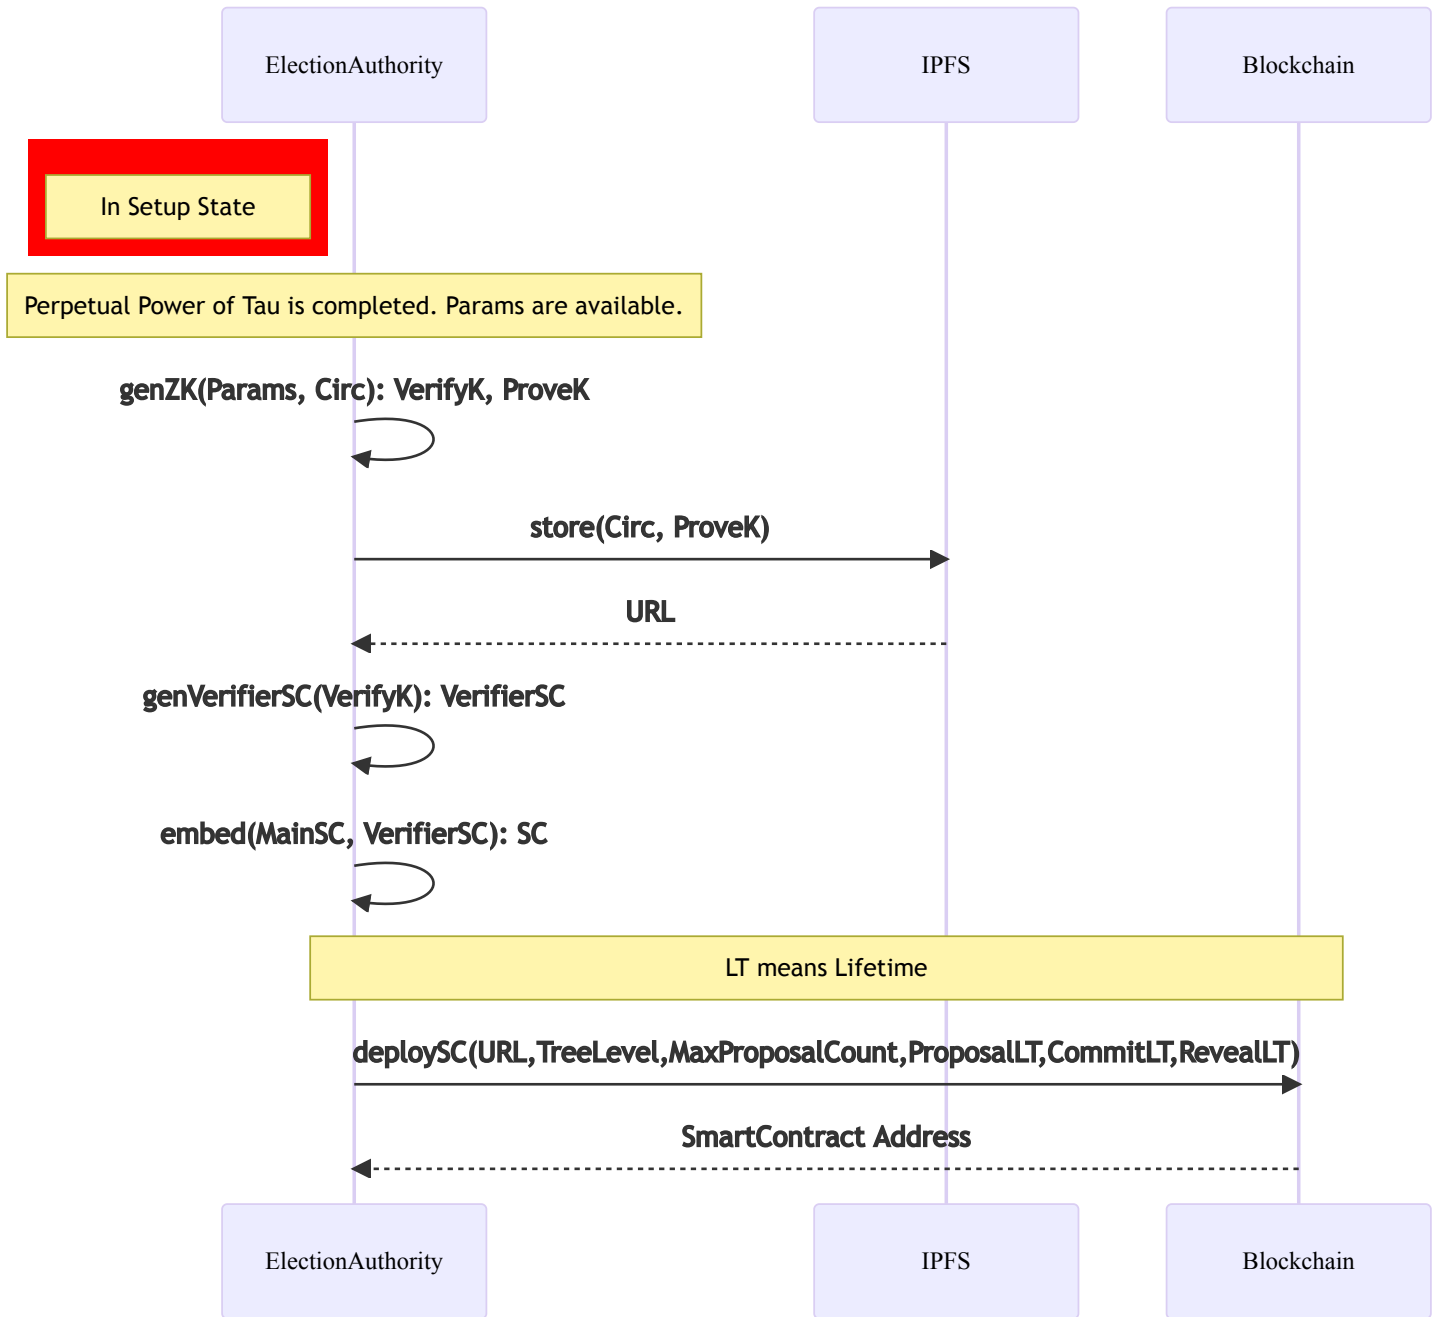 ElectionAuthority
IPFS
Blockchain
In Setup State
Perpetual Power of Tau is completed. Params are available.
genZK(Params, Circ): VerifyK, ProveK
store(Circ, ProveK)
URL
genVerifierSC(VerifyK): VerifierSC
embed(MainSC, VerifierSC): SC
LT means Lifetime
deploySC(URL,TreeLevel,MaxProposalCount,ProposalLT,CommitLT,RevealLT)
SmartContract Address
ElectionAuthority
IPFS
Blockchain